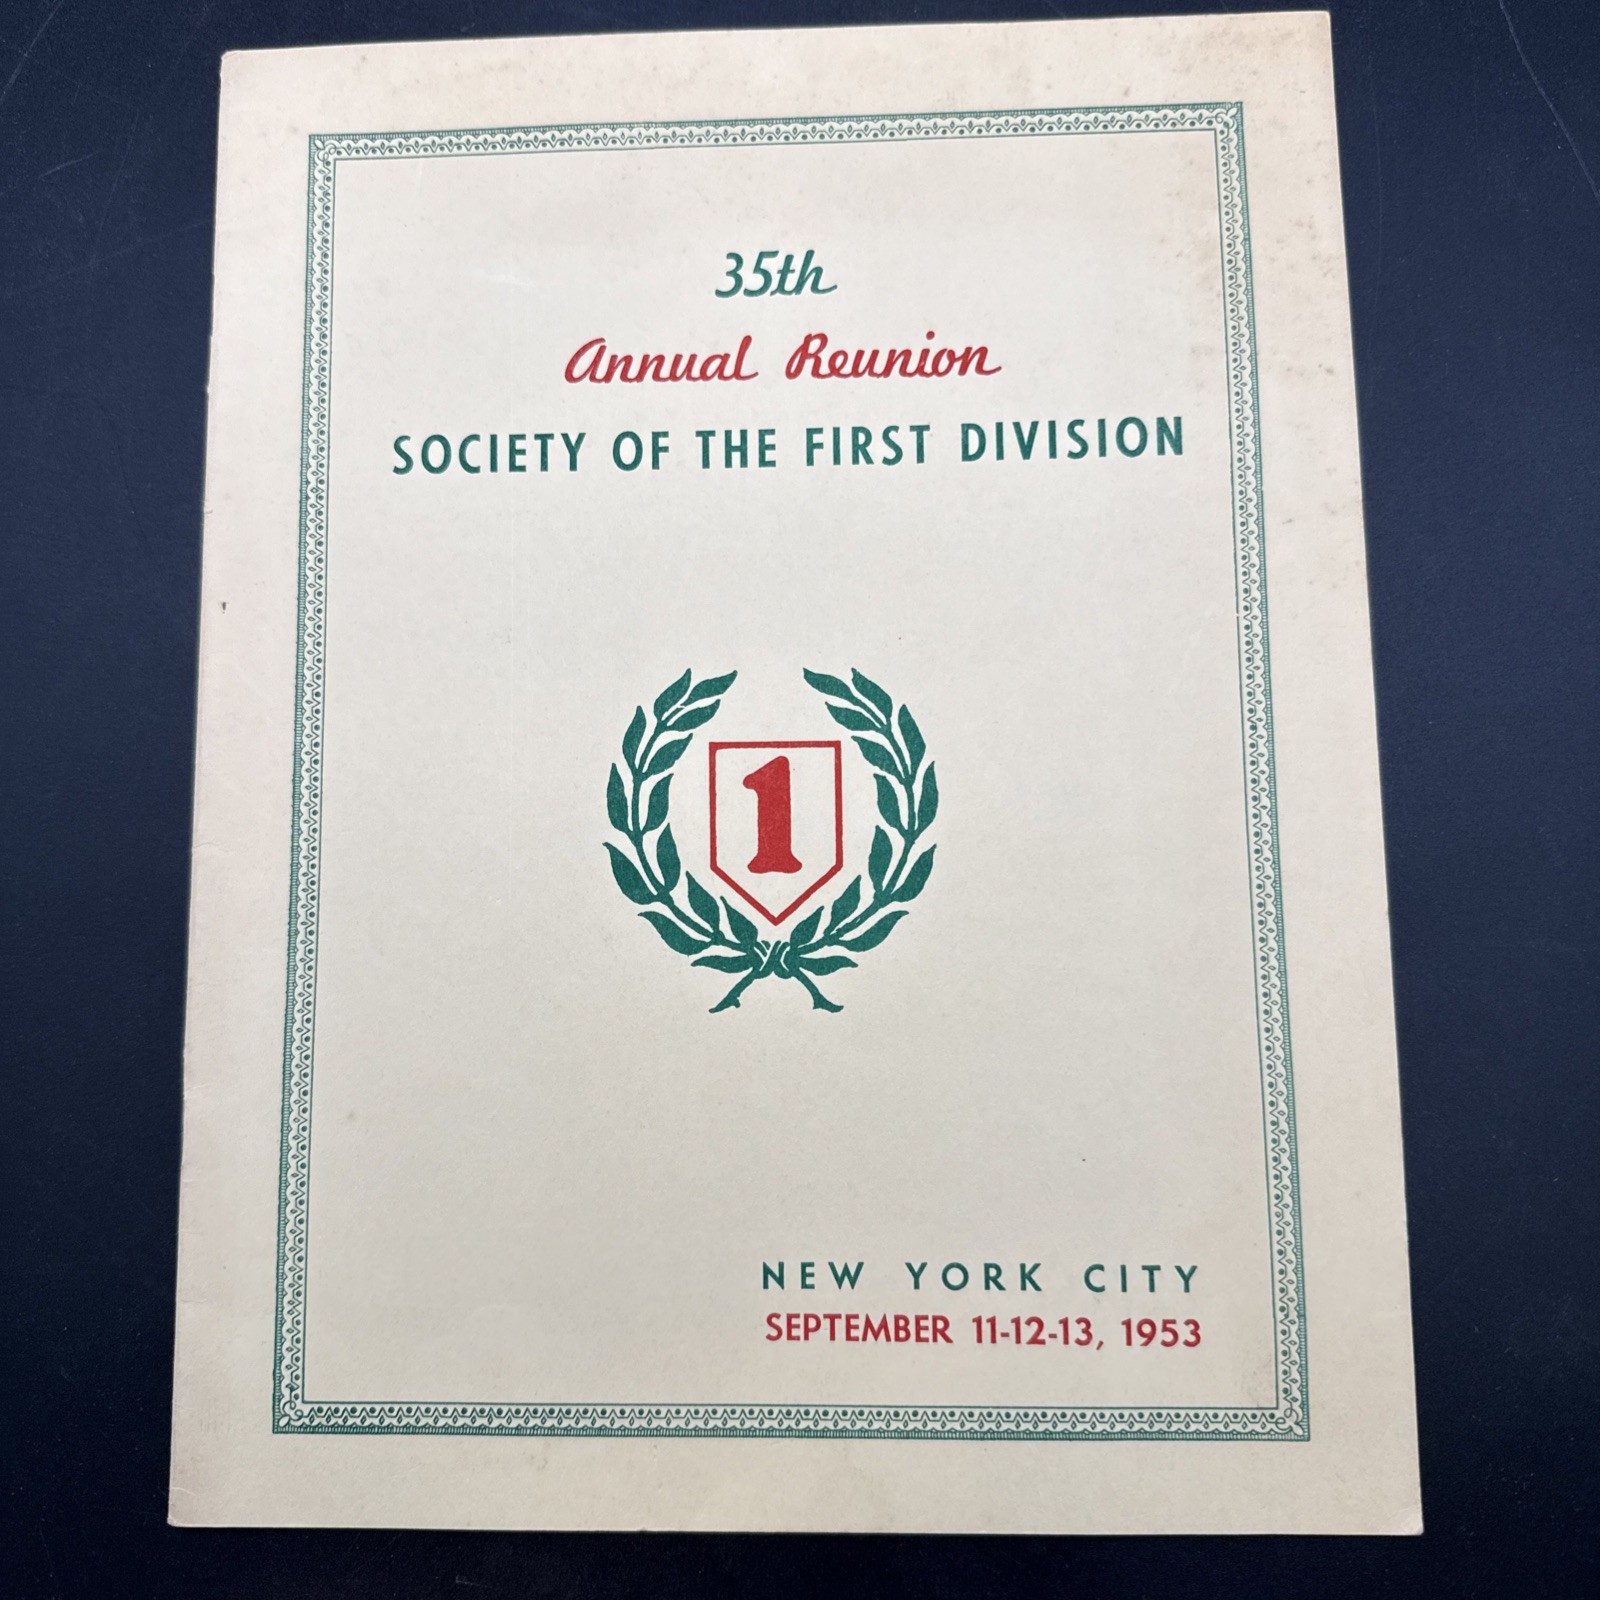 35th
Annual Reunion
SOCIETY OF THE FIRST DIVISION
1
NEW YORK CITY
SEPTEMBER 11-12-13, 1953